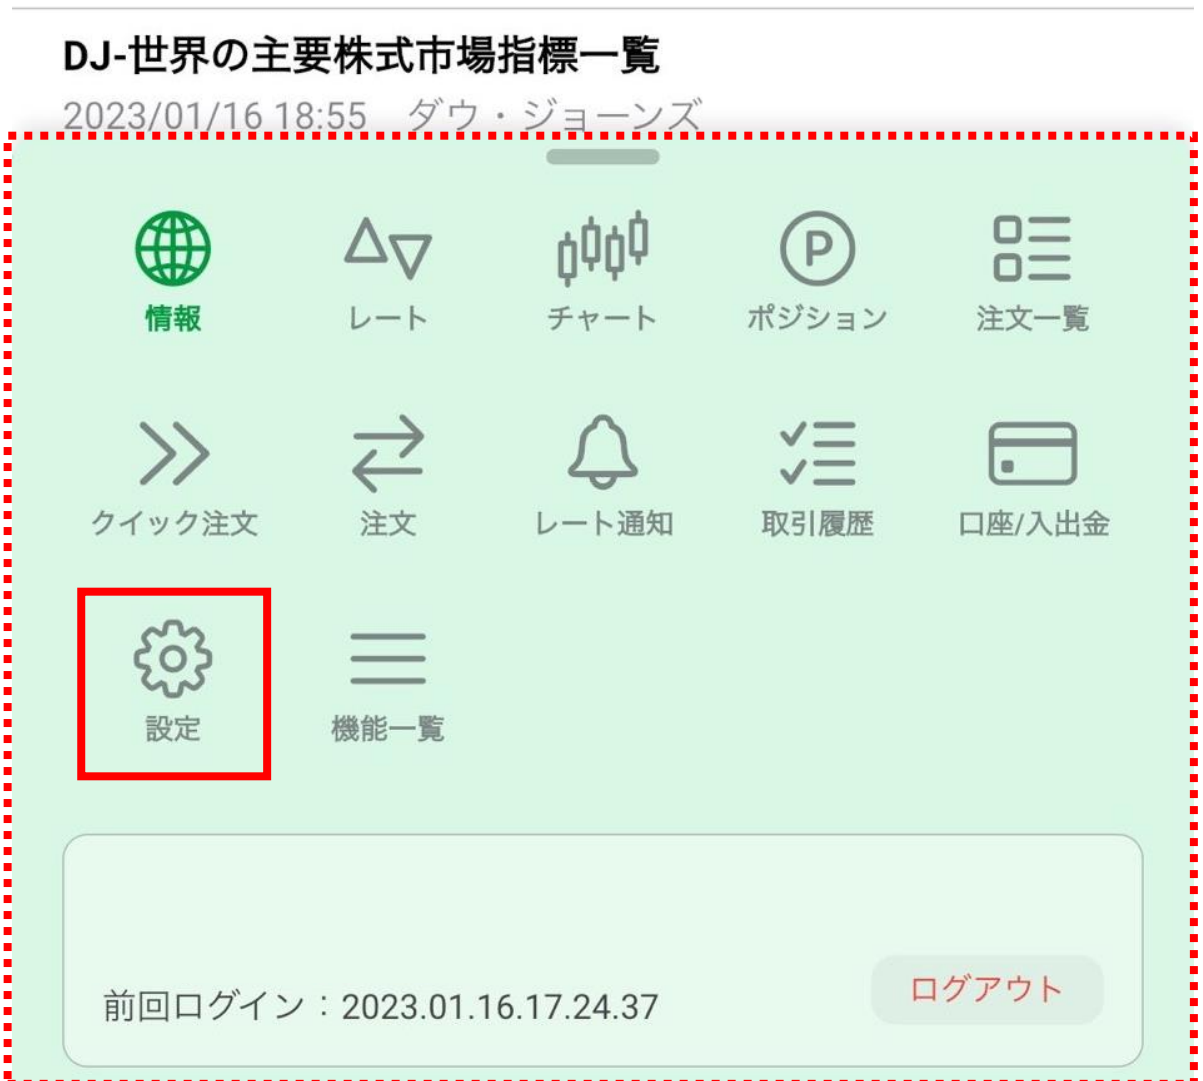 DJ-世界の主要株式市場指標一覧
2023/01/16 18:55 ダウ・ジョーンズ
情報 レート チャート ポジション 注文一覧
クイック注文 注文 レート通知 取引履歴 口座/入出金
設定 機能一覧
ログアウト
前回ログイン：2023.01.16.17.24.37